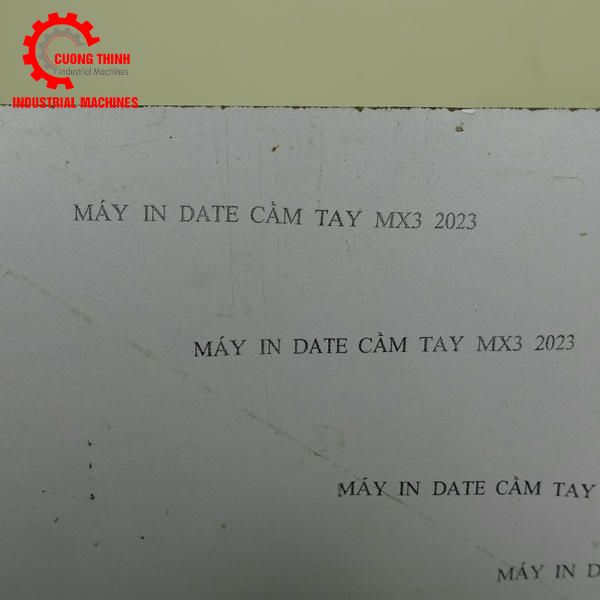 CUONG THINH
Industrial Machines
INDUSTRIAL MACHINES
MÁY IN DATE CẦM TAY MX3 2023
MÁY IN DATE CẦM TAY MX3 2023
MÁY IN DATE CẦM TAY
MÁY IN D